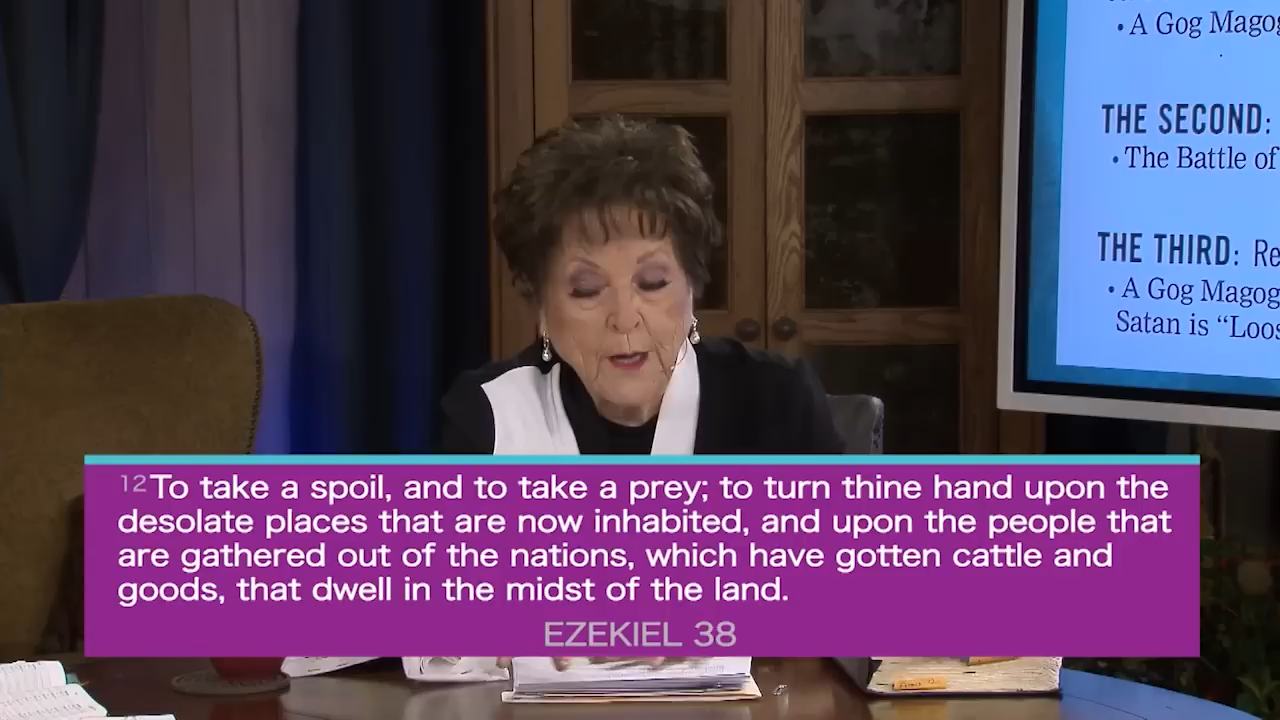 • A Gog Magog
THE SECOND:
• The Battle of
THE THIRD: Re
• A Gog Magog
Satan is “Loos
12 To take a spoil, and to take a prey; to turn thine hand upon the
desolate places that are now inhabited, and upon the people that
are gathered out of the nations, which have gotten cattle and
goods, that dwell in the midst of the land.
EZEKIEL 38